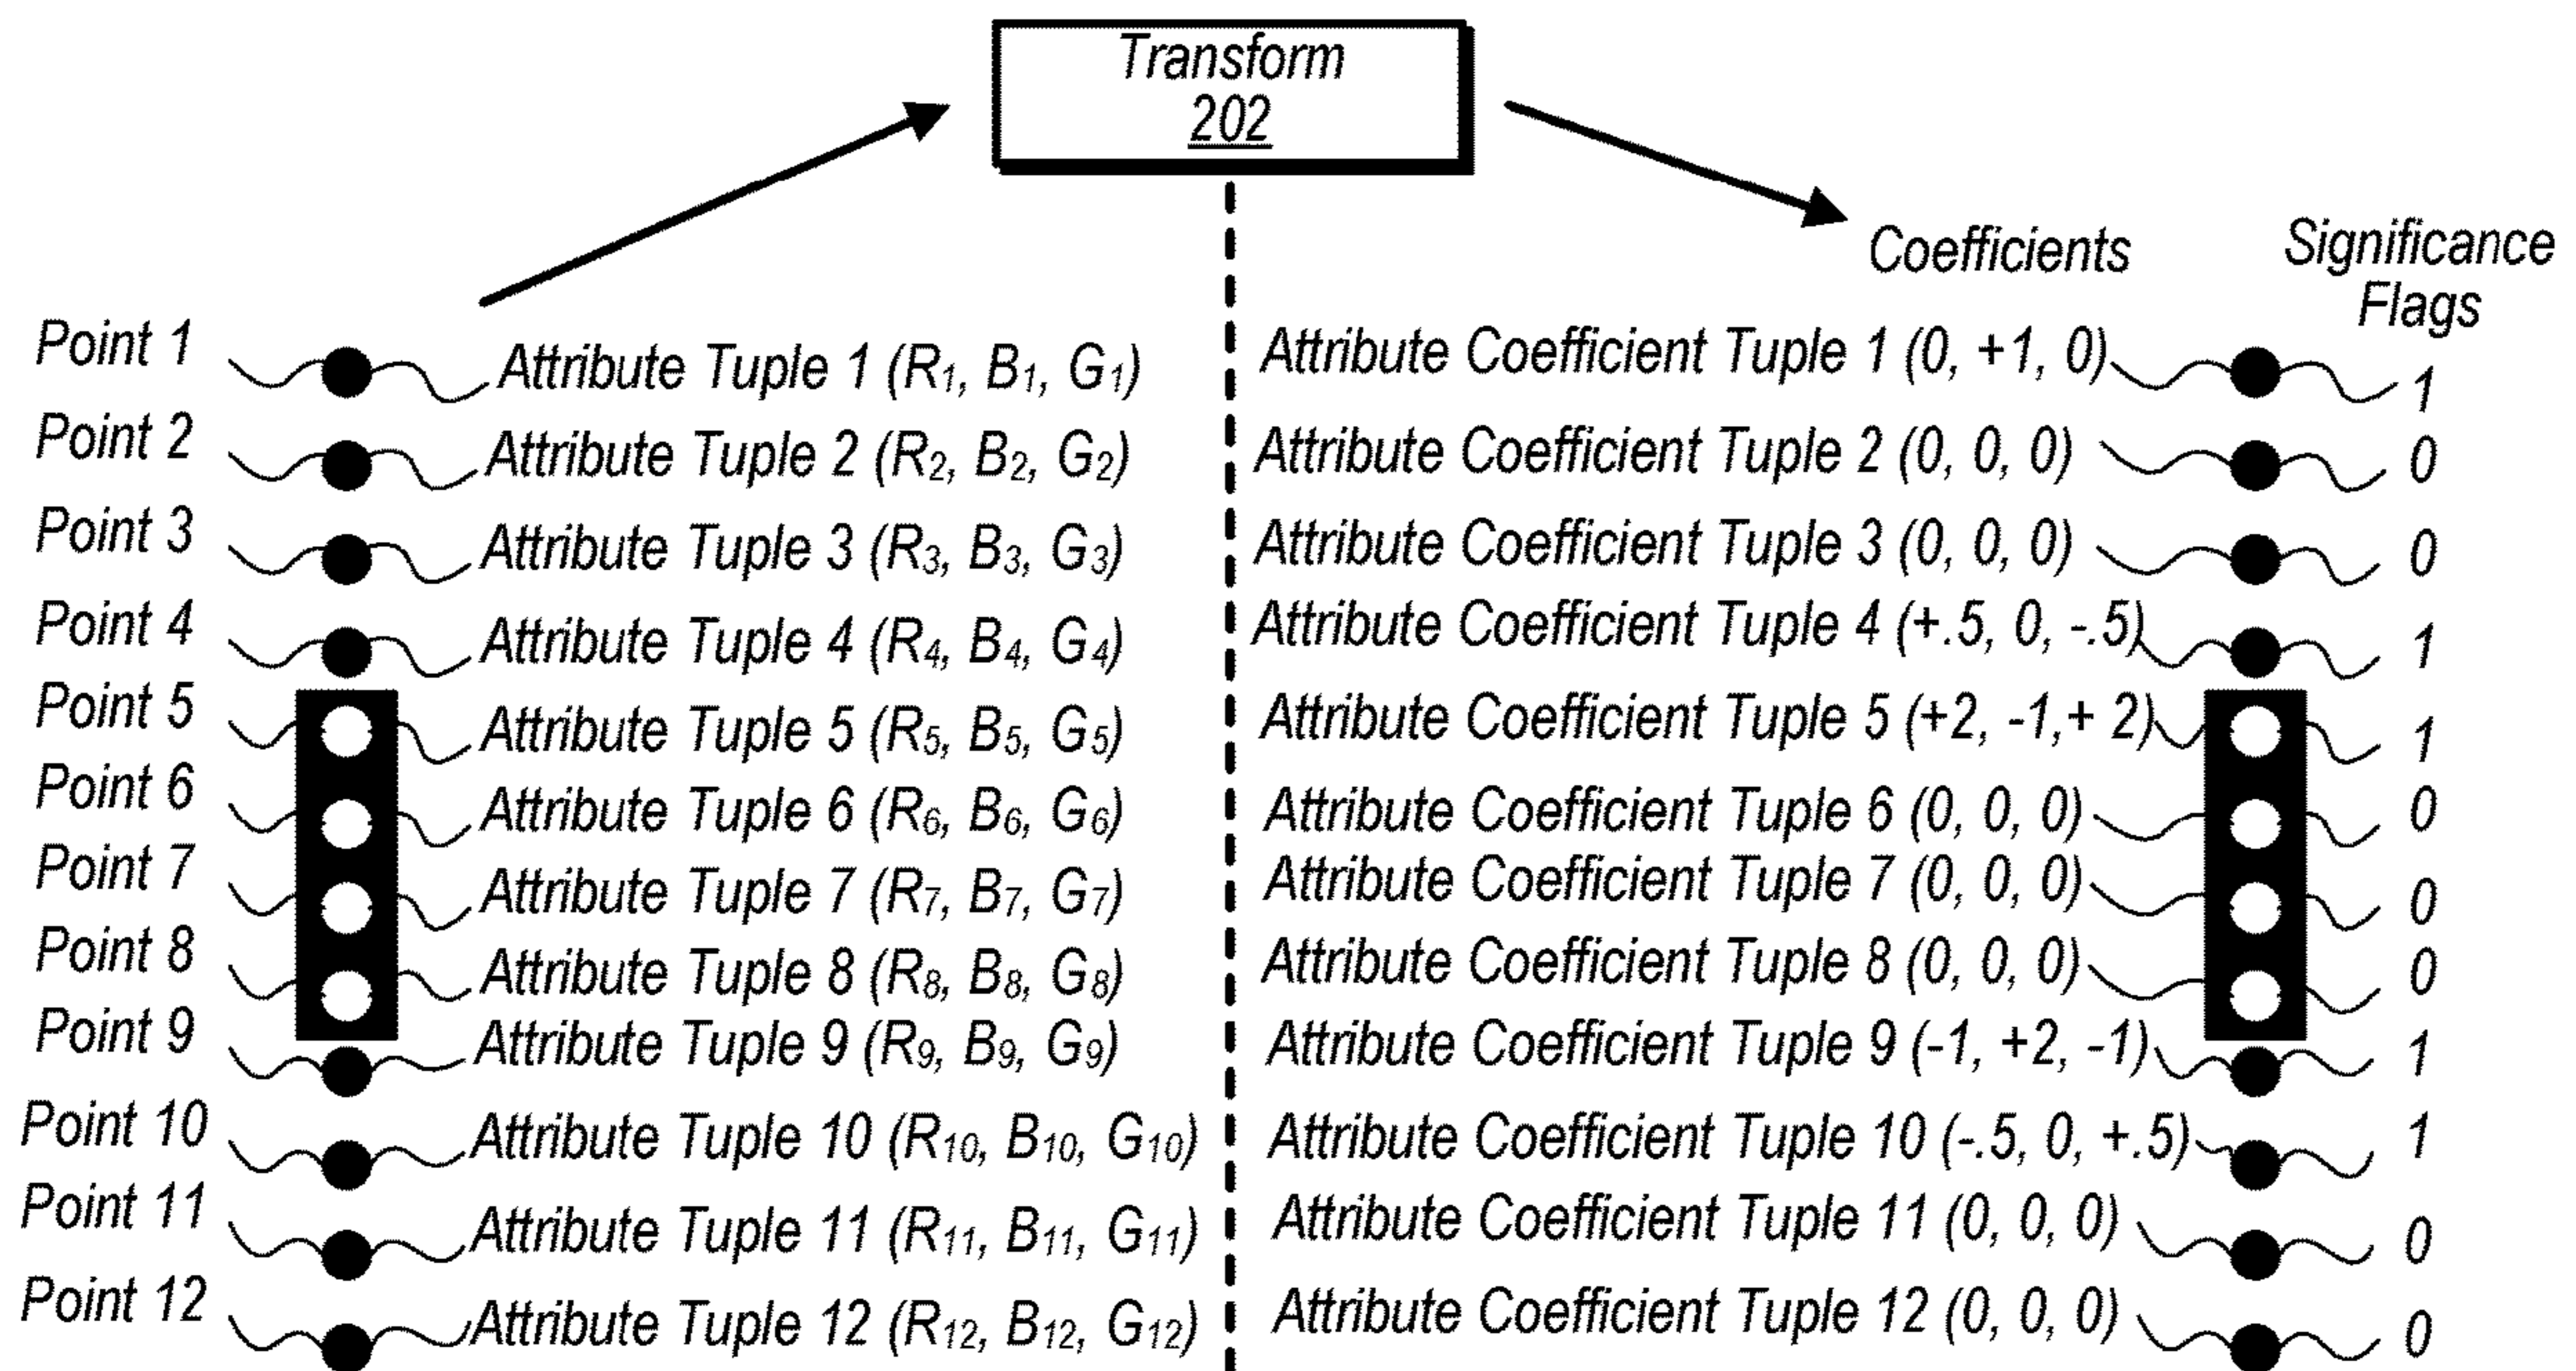 Transform
202
Coefficients
Significance
Flags
Point 1 Attribute Tuple 1 (R1, B1, G1) Attribute Coefficient Tuple 1 (0, +1, 0) 1
Point 2 Attribute Tuple 2 (R2, B2, G2) Attribute Coefficient Tuple 2 (0, 0, 0) 0
Point 3 Attribute Tuple 3 (R3, B3, G3) Attribute Coefficient Tuple 3 (0, 0, 0) 0
Point 4 Attribute Tuple 4 (R4, B4, G4) Attribute Coefficient Tuple 4 (+.5, 0, -.5) 1
Point 5 Attribute Tuple 5 (R5, B5, G5) Attribute Coefficient Tuple 5 (+2, -1,+ 2) 1
Point 6 Attribute Tuple 6 (R6, B6, G6) Attribute Coefficient Tuple 6 (0, 0, 0) 0
Point 7 Attribute Tuple 7 (R7, B7, G7) Attribute Coefficient Tuple 7 (0, 0, 0) 0
Point 8 Attribute Tuple 8 (R8, B8, G8) Attribute Coefficient Tuple 8 (0, 0, 0) 0
Point 9 Attribute Tuple 9 (R9, B9, G9) Attribute Coefficient Tuple 9 (-1, +2, -1) 1
Point 10 Attribute Tuple 10 (R10, B10, G10) Attribute Coefficient Tuple 10 (-.5, 0, +.5) 1
Point 11 Attribute Tuple 11 (R11, B11, G11) Attribute Coefficient Tuple 11 (0, 0, 0) 0
Point 12 Attribute Tuple 12 (R12, B12, G12) Attribute Coefficient Tuple 12 (0, 0, 0) 0